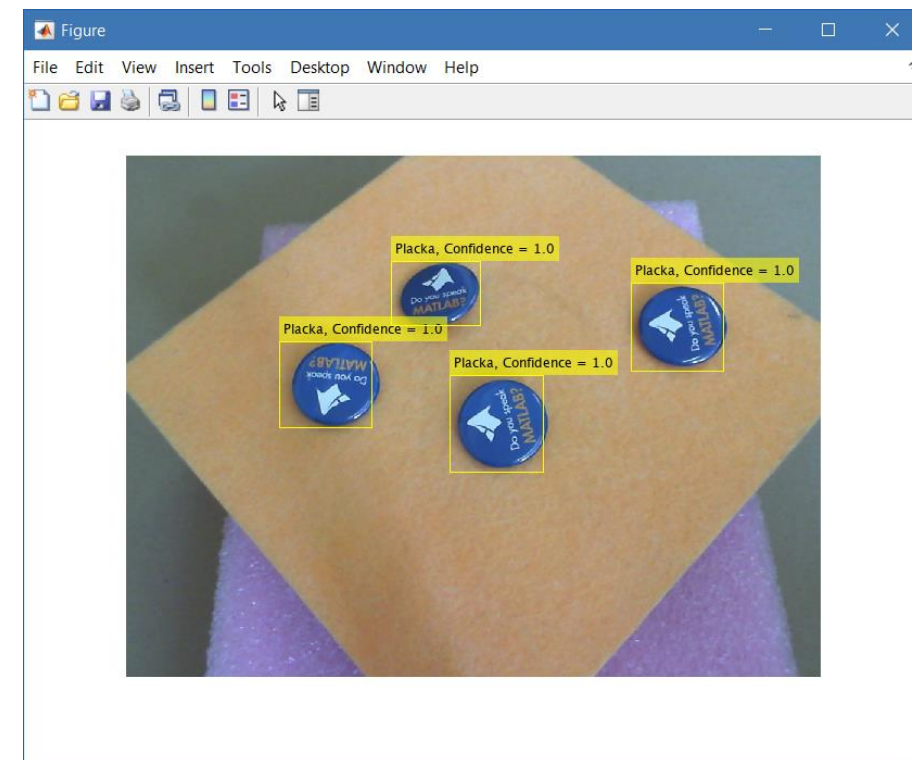 Figure
File Edit View Insert Tools Desktop Window Help
Placka, Confidence = 1.0
Do you speak
MATLAB?
Placka, Confidence = 1.0
Do you speak
MATLAB?
Placka, Confidence = 1.0
Do you speak
MATLAB?
Placka, Confidence = 1.0
Do you speak
MATLAB?